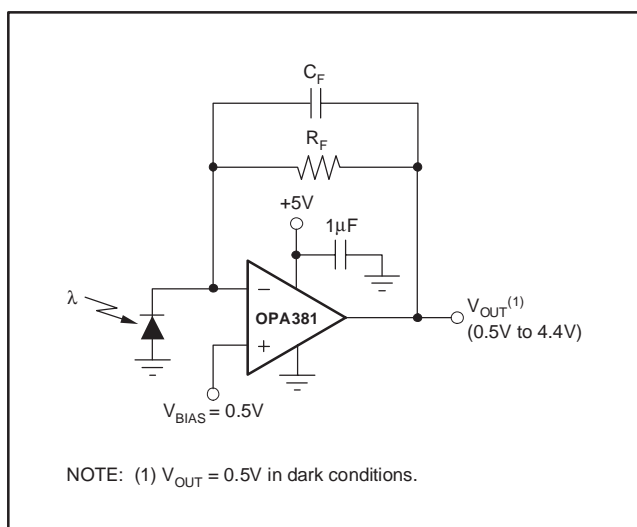 C_F
R_F
+5V
1μF
λ
−
OPA381
+
V_OUT(1)
(0.5V to 4.4V)
V_BIAS = 0.5V
NOTE: (1) V_OUT = 0.5V in dark conditions.